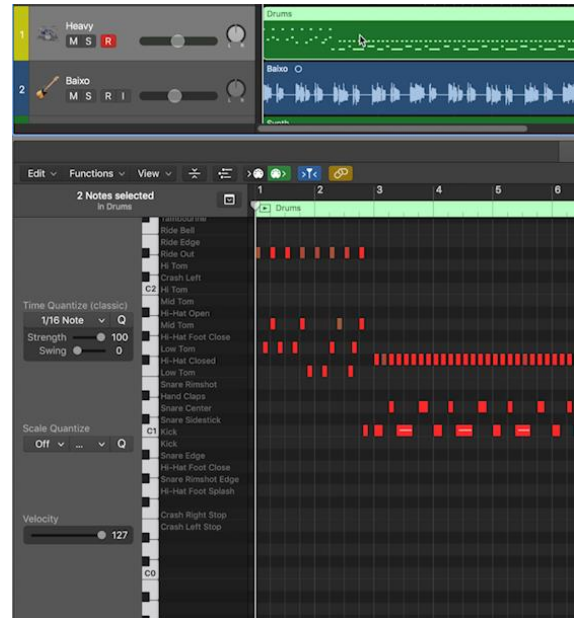 Drums
1 Heavy
M S R
Baixo
2 Baixo
M S R I
Synth
Edit Functions View
2 Notes selected
in Drums
1 2 3 4 5 6
Drums
Tambourine
Ride Bell
Ride Edge
Ride Out
Hi Tom
Crash Left
C2 Hi Tom
Mid Tom
Hi-Hat Open
Mid Tom
Hi-Hat Foot Close
Low Tom
Hi-Hat Closed
Low Tom
Snare Rimshot
Hand Claps
Snare Center
Snare Sidestick
C1 Kick
Kick
Snare Edge
Hi-Hat Foot Close
Snare Rimshot Edge
Hi-Hat Foot Splash
Crash Right Stop
Crash Left Stop
C0
Time Quantize (classic)
1/16 Note Q
Strength 100
Swing 0
Scale Quantize
Off ... Q
Velocity
127